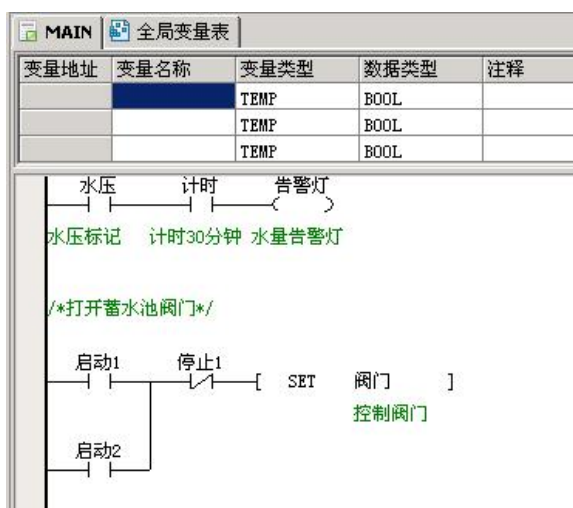 MAIN 全局变量表
变量地址 变量名称 变量类型 数据类型 注释
TEMP BOOL
TEMP BOOL
TEMP BOOL
水压 计时 告警灯
水压标记 计时30分钟 水量告警灯
/*打开蓄水池阀门*/
启动1 停止1 [ SET 阀门 ]
控制阀门
启动2